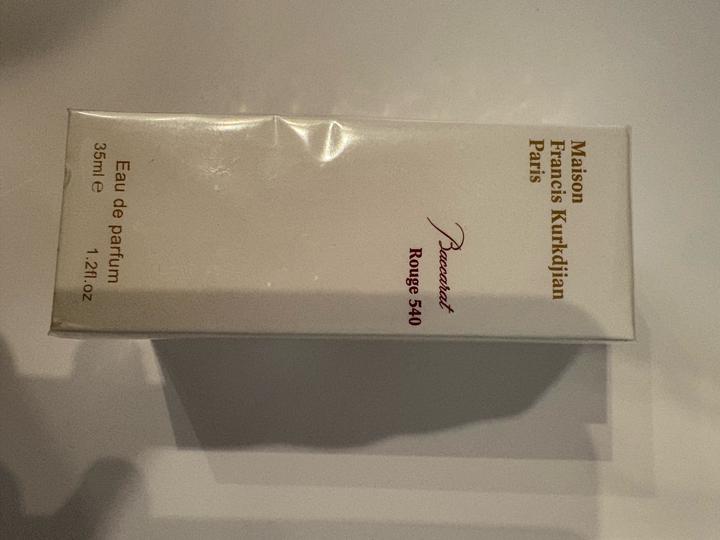 Maison
Francis Kurkdjian
Paris
Baccarat
Rouge 540
Eau de parfum
35ml e 1.2fl.oz